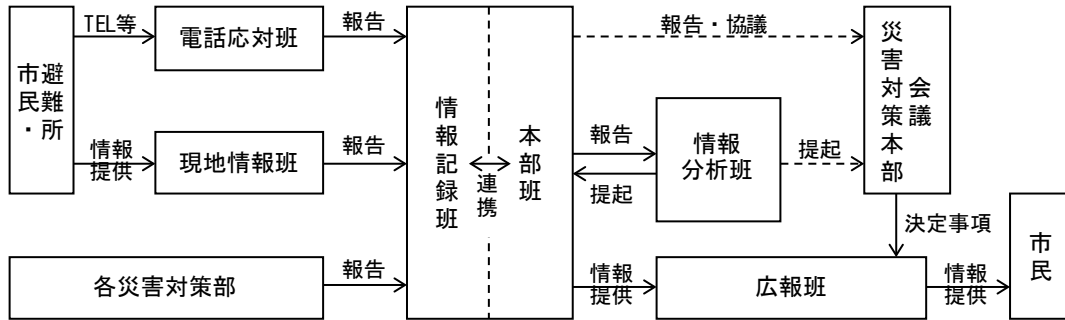 TEL等
電話応対班
報告
報告・協議
市民・
避難所
情報
提供
現地情報班
報告
情報記録班
連携
本部班
報告
提起
情報
分析班
提起
災害対策本部
会議
決定事項
各災害対策部
報告
情報
提供
広報班
情報
提供
市民